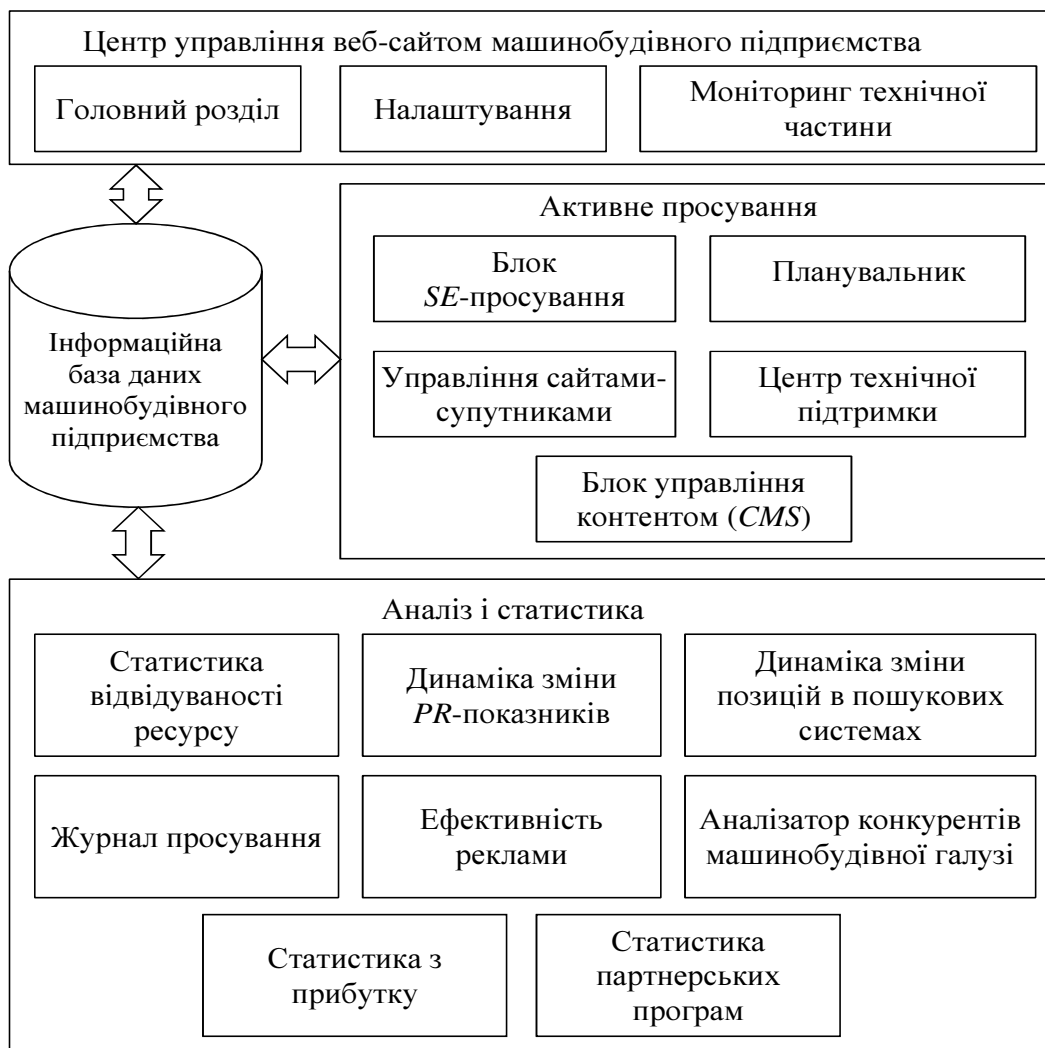 Центр управління веб-сайтом машинобудівного підприємства
Головний розділ
Налаштування
Моніторинг технічної
частини
Інформаційна
база даних
машинобудівного
підприємства
Активне просування
Блок
SE-просування
Планувальник
Управління сайтами-
супутниками
Центр технічної
підтримки
Блок управління
контентом (CMS)
Аналіз і статистика
Статистика
відвідуваності
ресурсу
Динаміка зміни
PR-показників
Динаміка зміни
позицій в пошукових
системах
Журнал просування
Ефективність
реклами
Аналізатор конкурентів
машинобудівної галузі
Статистика з
прибутку
Статистика
партнерських
програм